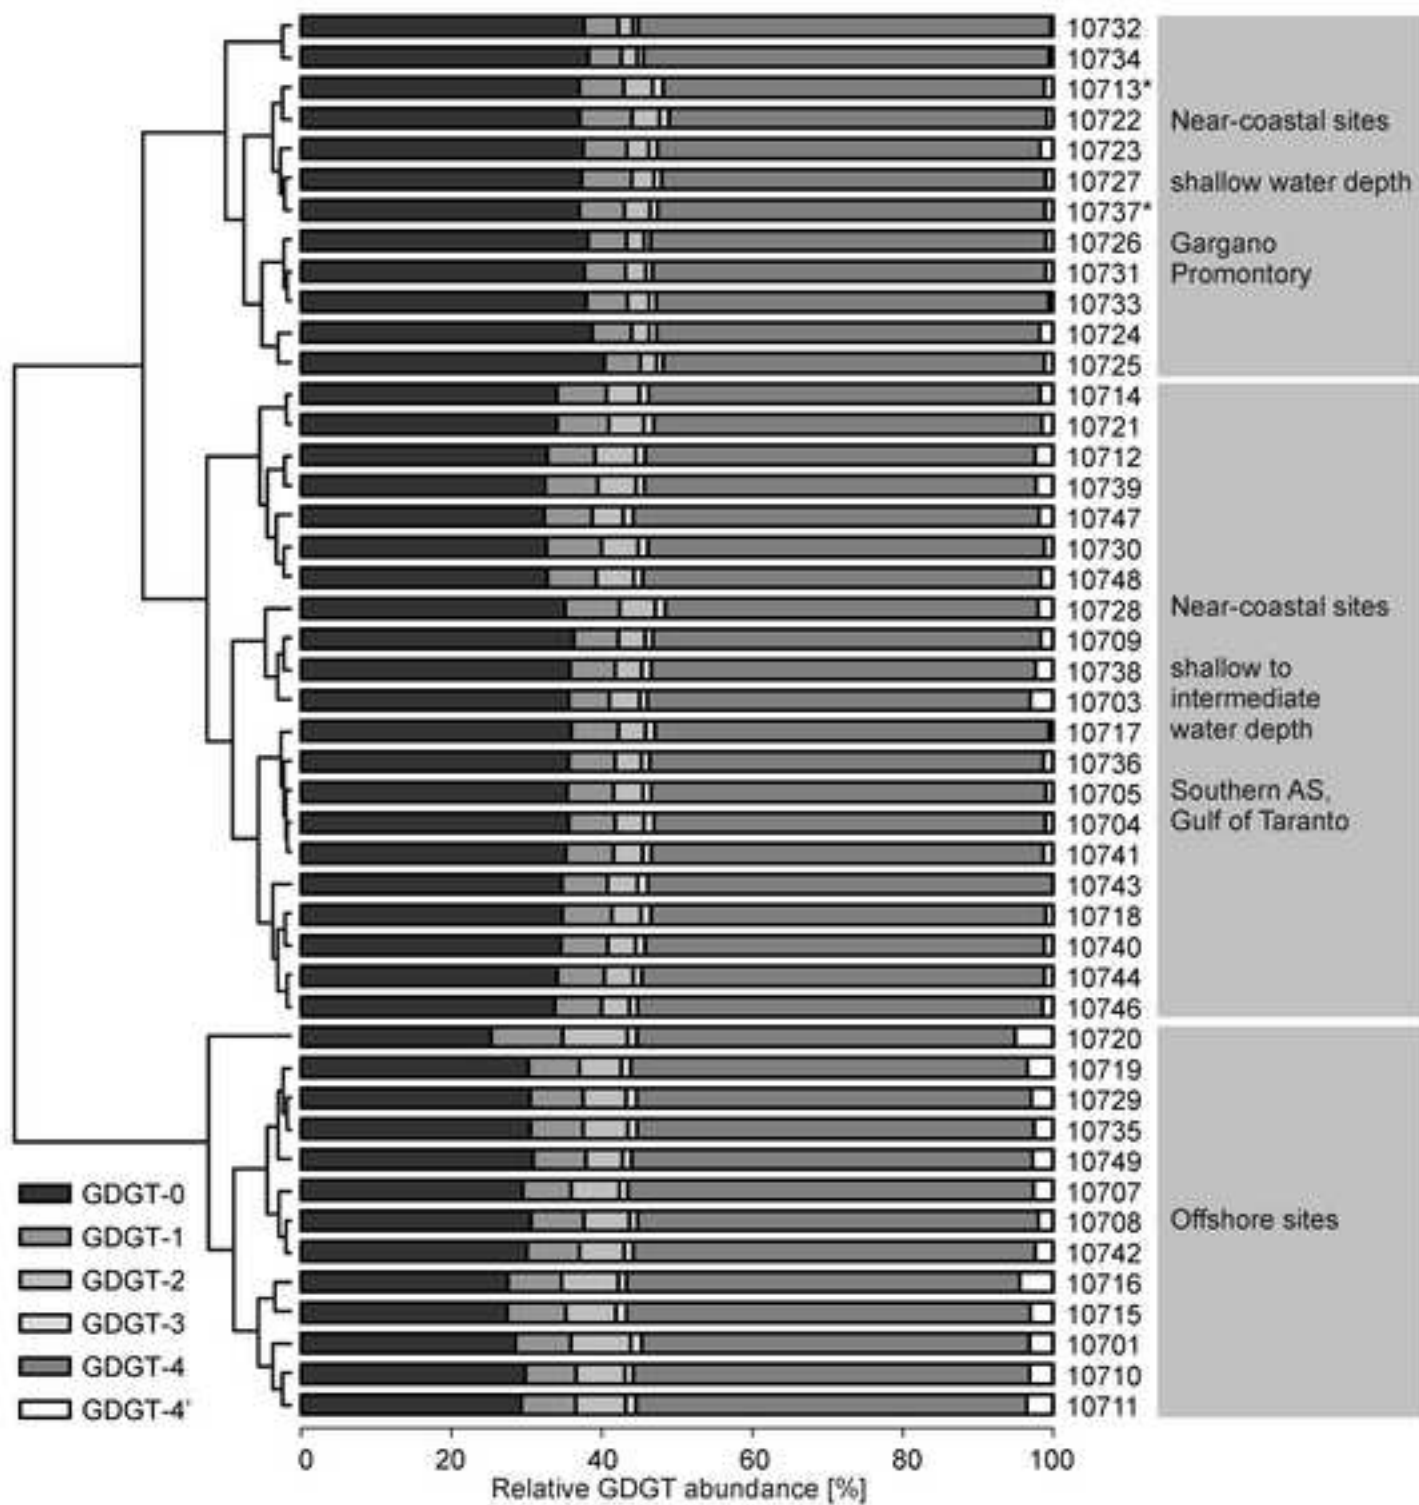 10732
10734
10713*
10722
10723
10727
10737*
10726
10731
10733
10724
10725
Near-coastal sites
shallow water depth
Gargano
Promontory
10714
10721
10712
10739
10747
10730
10748
10728
10709
10738
10703
10717
10736
10705
10704
10741
10743
10718
10740
10744
10746
Near-coastal sites
shallow to
intermediate
water depth
Southern AS,
Gulf of Taranto
10720
10719
10729
10735
10749
10707
10708
10742
10716
10715
10701
10710
10711
Offshore sites
GDGT-0
GDGT-1
GDGT-2
GDGT-3
GDGT-4
GDGT-4'
0 20 40 60 80 100
Relative GDGT abundance [%]